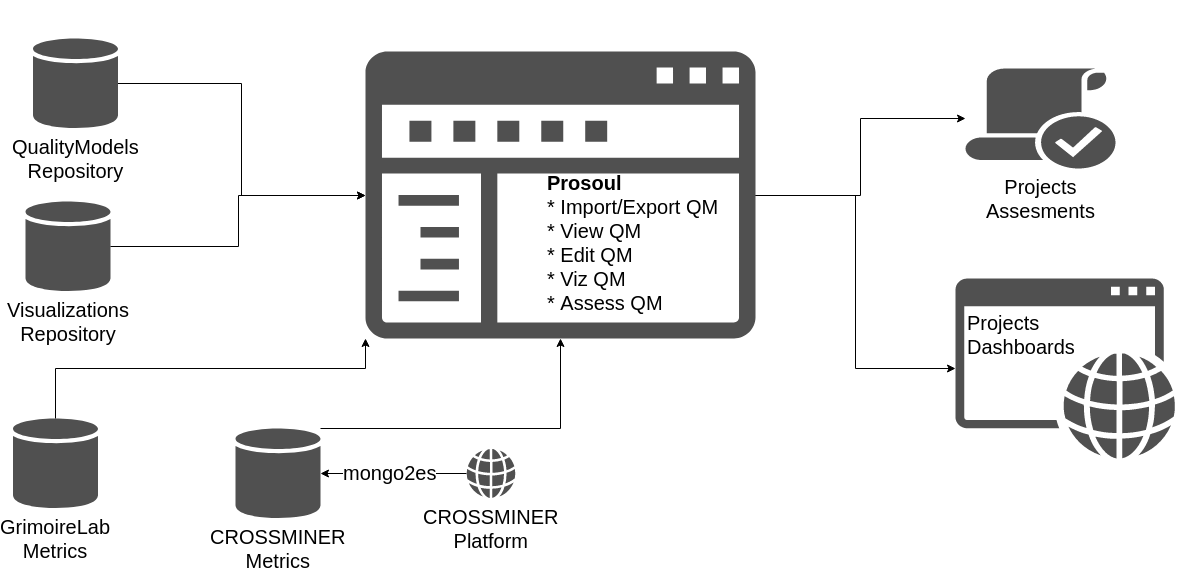 QualityModels
Repository
Visualizations
Repository
GrimoireLab
Metrics
CROSSMINER
Metrics
mongo2es
CROSSMINER
Platform
Prosoul
* Import/Export QM
* View QM
* Edit QM
* Viz QM
* Assess QM
Projects
Assesments
Projects
Dashboards